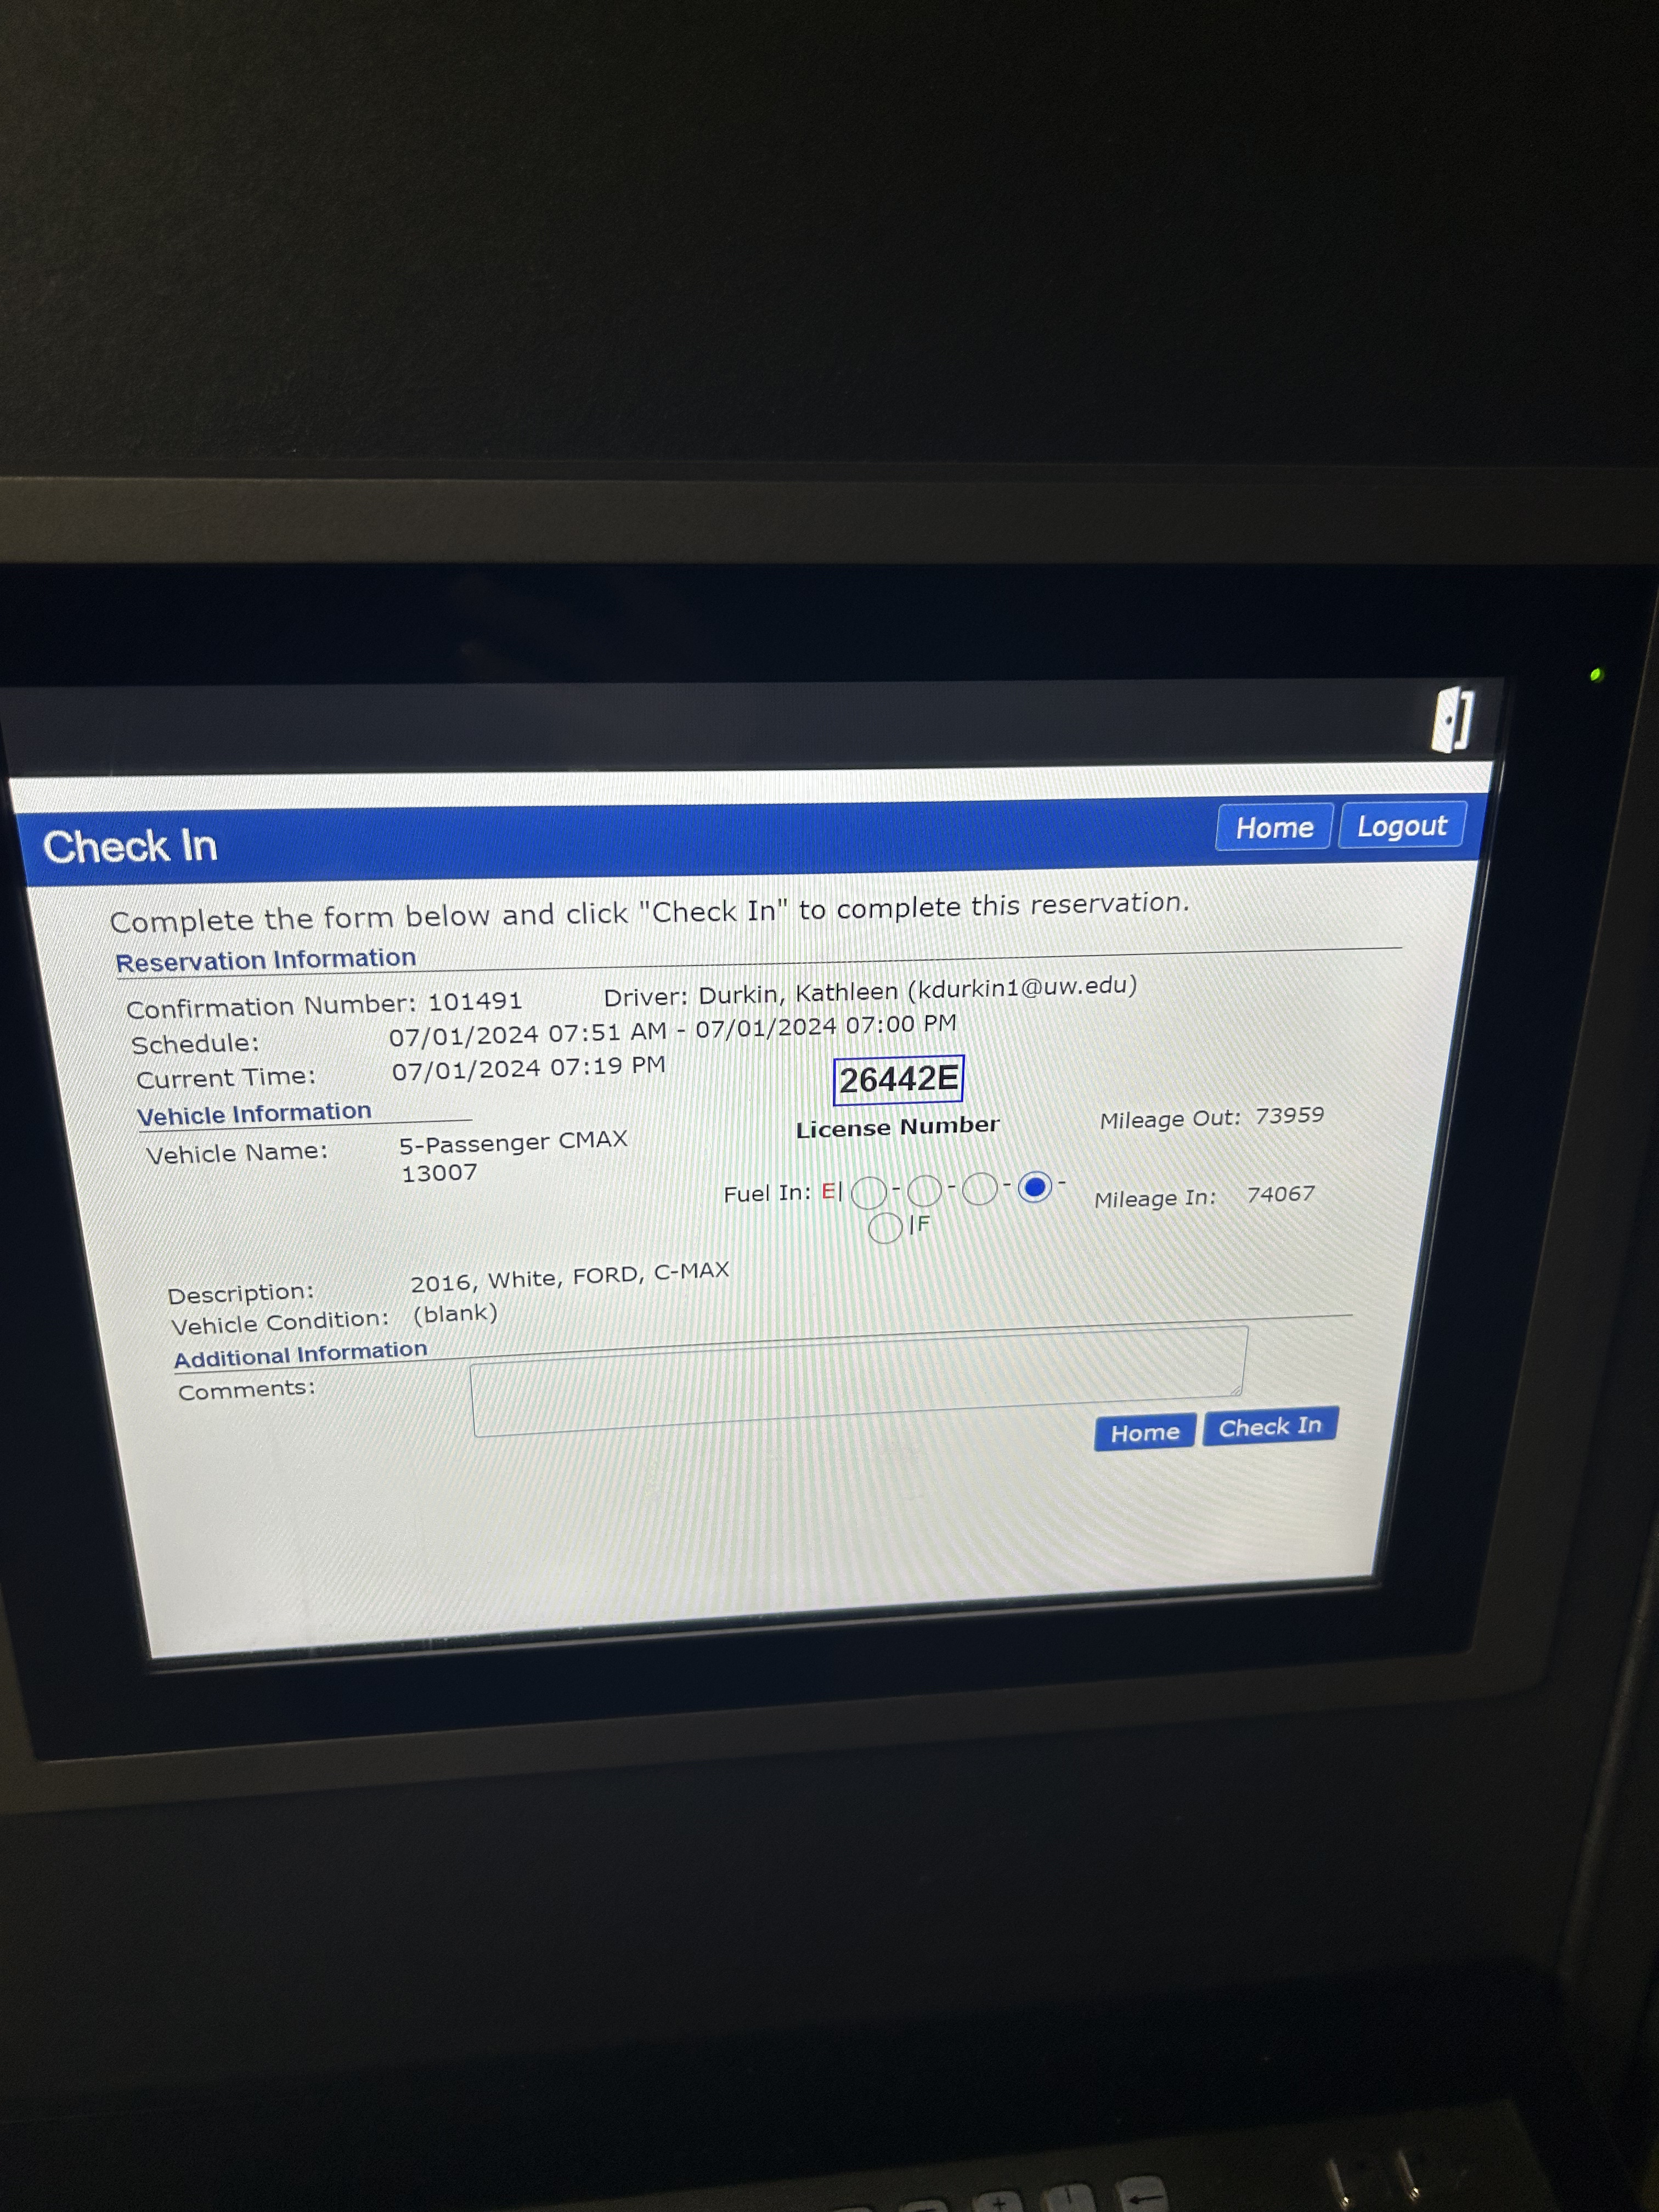 Check In
Home
Logout
Complete the form below and click "Check In" to complete this reservation.
Reservation Information
Confirmation Number: 101491 Driver: Durkin, Kathleen (kdurkin1@uw.edu)
Schedule: 07/01/2024 07:51 AM - 07/01/2024 07:00 PM
Current Time: 07/01/2024 07:19 PM
26442E
Vehicle Information
License Number
Mileage Out: 73959
Vehicle Name: 5-Passenger CMAX
13007
Fuel In: E| - - - -
|F
Mileage In: 74067
Description: 2016, White, FORD, C-MAX
Vehicle Condition: (blank)
Additional Information
Comments:
Home
Check In